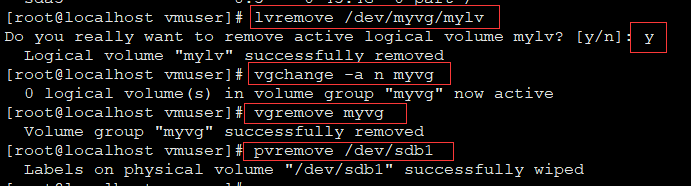 [root@localhost vmuser]# lvremove /dev/myvg/mylv
Do you really want to remove active logical volume mylv? [y/n]: y
  Logical volume "mylv" successfully removed
[root@localhost vmuser]# vgchange -a n myvg
  0 logical volume(s) in volume group "myvg" now active
[root@localhost vmuser]# vgremove myvg
  Volume group "myvg" successfully removed
[root@localhost vmuser]# pvremove /dev/sdb1
  Labels on physical volume "/dev/sdb1" successfully wiped